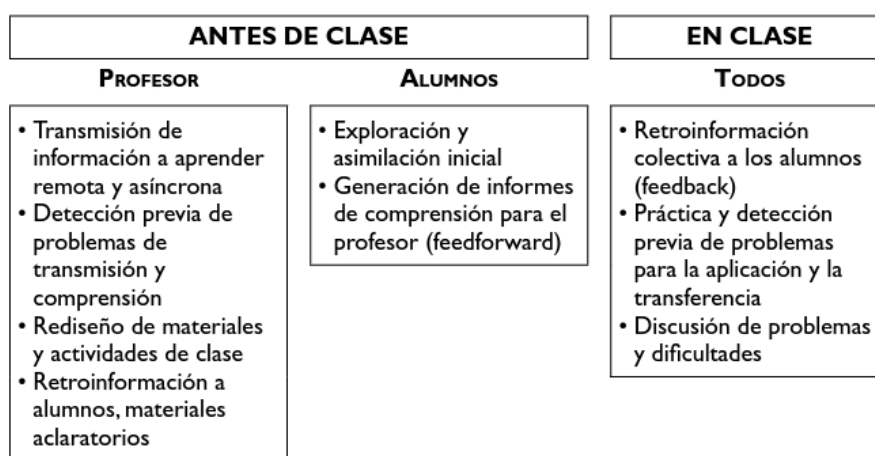 ANTES DE CLASE
EN CLASE
PROFESOR
ALUMNOS
TODOS
• Transmisión de
información a aprender
remota y asíncrona
• Detección previa de
problemas de
transmisión y
comprensión
• Rediseño de materiales
y actividades de clase
• Retroinformación a
alumnos, materiales
aclaratorios
• Exploración y
asimilación inicial
• Generación de informes
de comprensión para el
profesor (feedforward)
• Retroinformación
colectiva a los alumnos
(feedback)
• Práctica y detección
previa de problemas
para la aplicación y la
transferencia
• Discusión de problemas
y dificultades